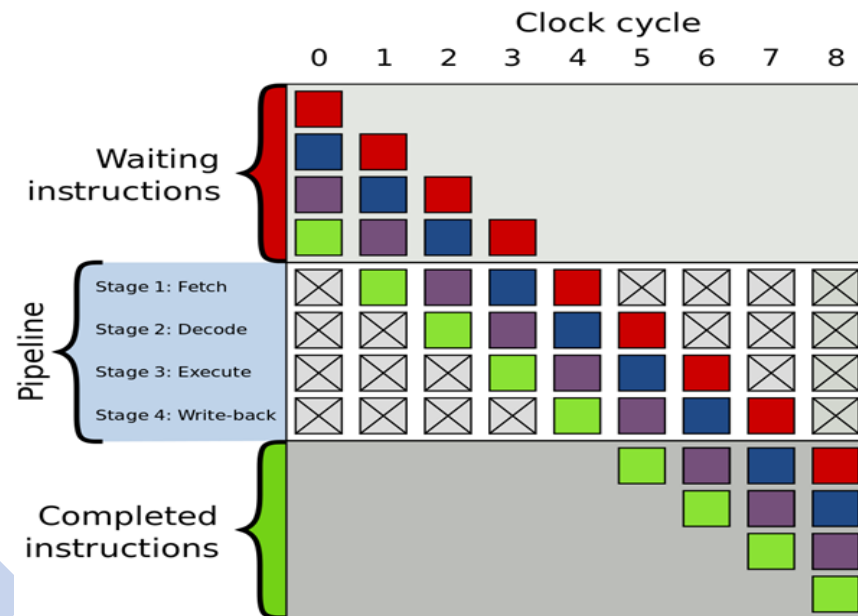 Clock cycle
0 1 2 3 4 5 6 7 8
Waiting
instructions
Pipeline
Stage 1: Fetch
Stage 2: Decode
Stage 3: Execute
Stage 4: Write-back
Completed
instructions